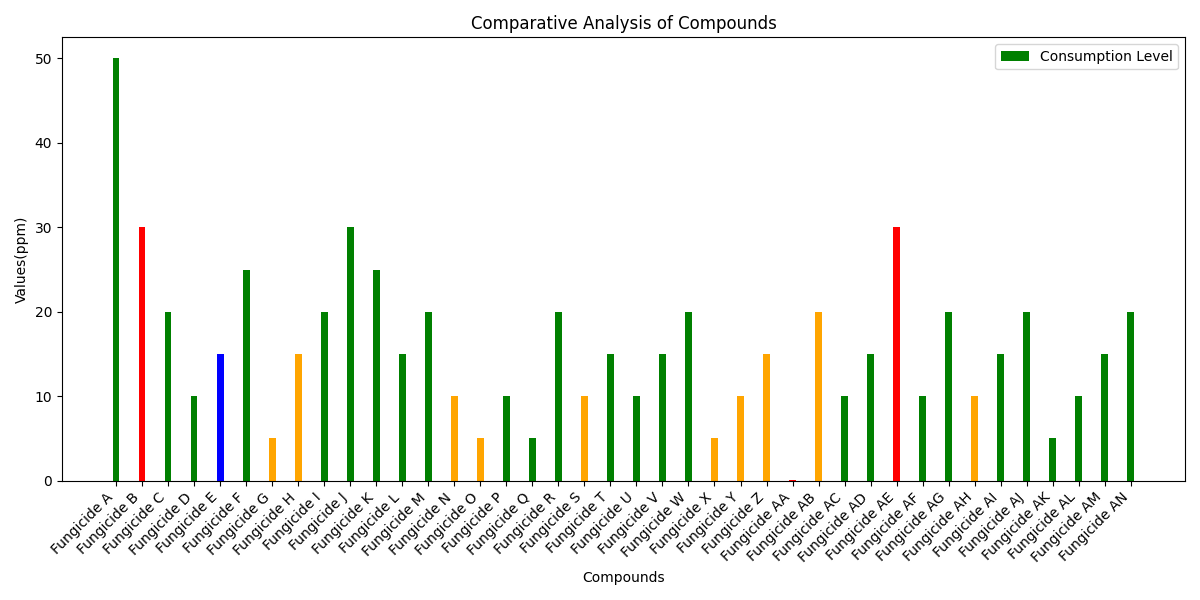 Comparative Analysis of Compounds
Consumption Level
Values(ppm)
50
40
30
20
10
0
Fungicide A
Fungicide B
Fungicide C
Fungicide D
Fungicide E
Fungicide F
Fungicide G
Fungicide H
Fungicide I
Fungicide J
Fungicide K
Fungicide L
Fungicide M
Fungicide N
Fungicide O
Fungicide P
Fungicide Q
Fungicide R
Fungicide S
Fungicide T
Fungicide U
Fungicide V
Fungicide W
Fungicide X
Fungicide Y
Fungicide Z
Fungicide AA
Fungicide AB
Fungicide AC
Fungicide AD
Fungicide AE
Fungicide AF
Fungicide AG
Fungicide AH
Fungicide AI
Fungicide AJ
Fungicide AK
Fungicide AL
Fungicide AM
Fungicide AN
Compounds